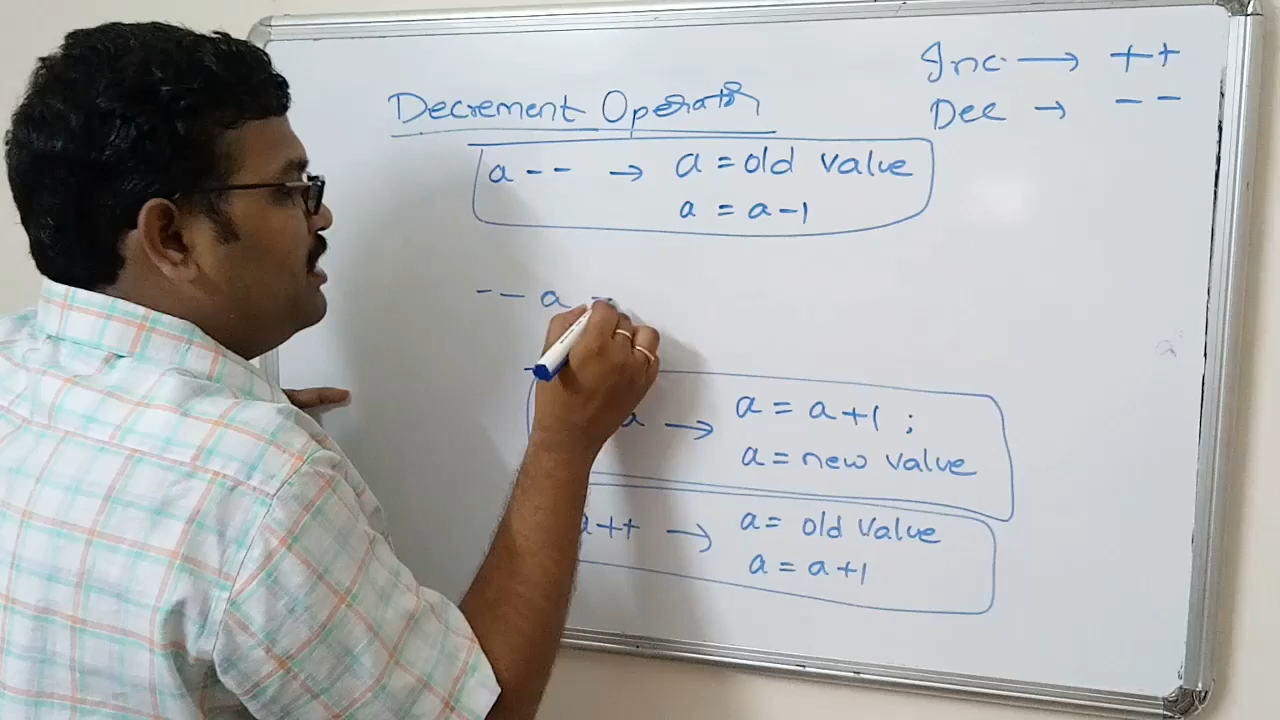 Inc → ++
Dec → --
Decrement Operator
a -- → a = old value
a = a-1
-- a
a → a = a+1 ;
a = new value
a++ → a = old value
a = a+1